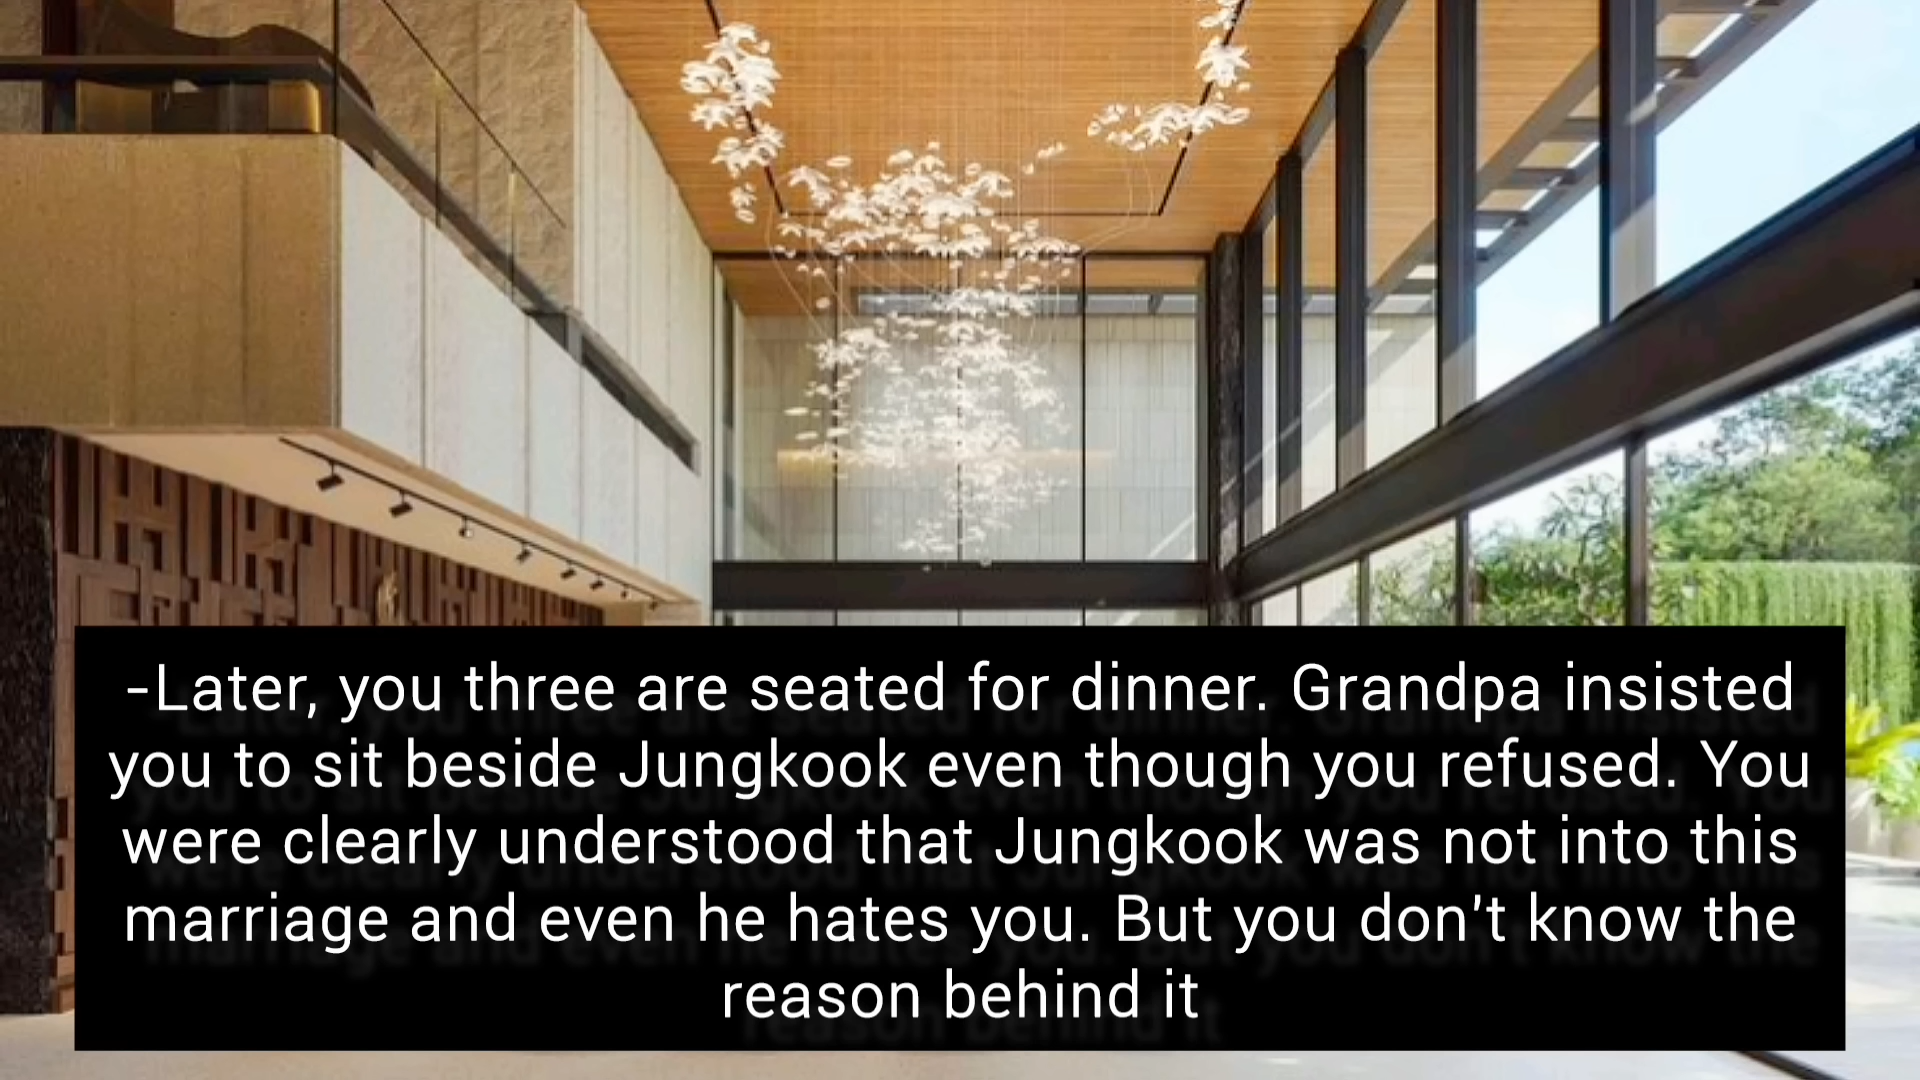 -Later, you three are seated for dinner. Grandpa insisted
you to sit beside Jungkook even though you refused. You
were clearly understood that Jungkook was not into this
marriage and even he hates you. But you don't know the
reason behind it